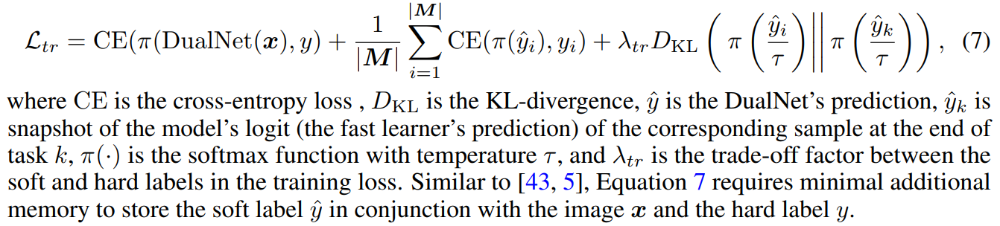 $\mathcal{L}_{tr} = \mathrm{CE}(\pi(\mathrm{DualNet}(\boldsymbol{x}), y) + \frac{1}{|\boldsymbol{M}|} \sum_{i=1}^{|\boldsymbol{M}|} \mathrm{CE}(\pi(\hat{y}_i), y_i) + \lambda_{tr} D_{\mathrm{KL}} \left( \pi \left( \frac{\hat{y}_i}{\tau} \right) \middle|\middle| \pi \left( \frac{\hat{y}_k}{\tau} \right) \right), \quad (7)$
where CE is the cross-entropy loss , $D_{\mathrm{KL}}$ is the KL-divergence, $\hat{y}$ is the DualNet's prediction, $\hat{y}_k$ is
snapshot of the model's logit (the fast learner's prediction) of the corresponding sample at the end of
task $k$, $\pi(\cdot)$ is the softmax function with temperature $\tau$, and $\lambda_{tr}$ is the trade-off factor between the
soft and hard labels in the training loss. Similar to [43, 5], Equation 7 requires minimal additional
memory to store the soft label $\hat{y}$ in conjunction with the image $\boldsymbol{x}$ and the hard label $y$.